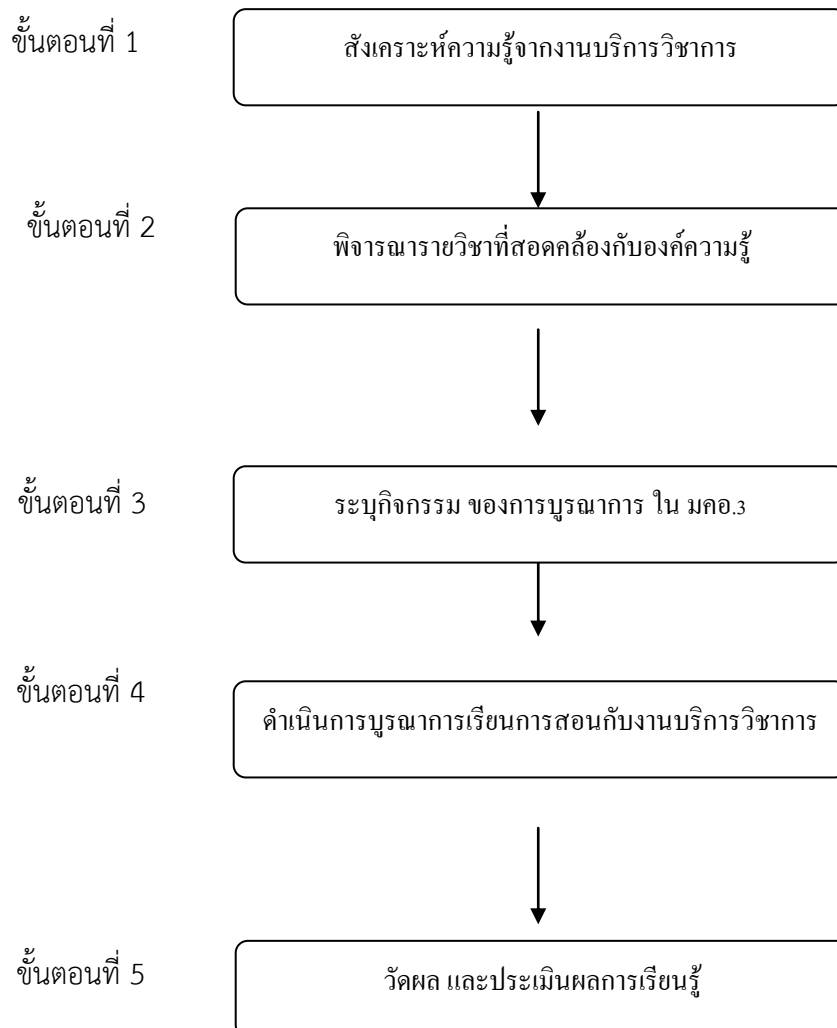 ขั้นตอนที่ 1
สังเคราะห์ความรู้จากงานบริการวิชาการ
ขั้นตอนที่ 2
พิจารณารายวิชาที่สอดคล้องกับองค์ความรู้
ขั้นตอนที่ 3
ระบุกิจกรรม ของการบูรณาการ ใน มคอ.3
ขั้นตอนที่ 4
ดำเนินการบูรณาการเรียนการสอนกับงานบริการวิชาการ
ขั้นตอนที่ 5
วัดผล และประเมินผลการเรียนรู้